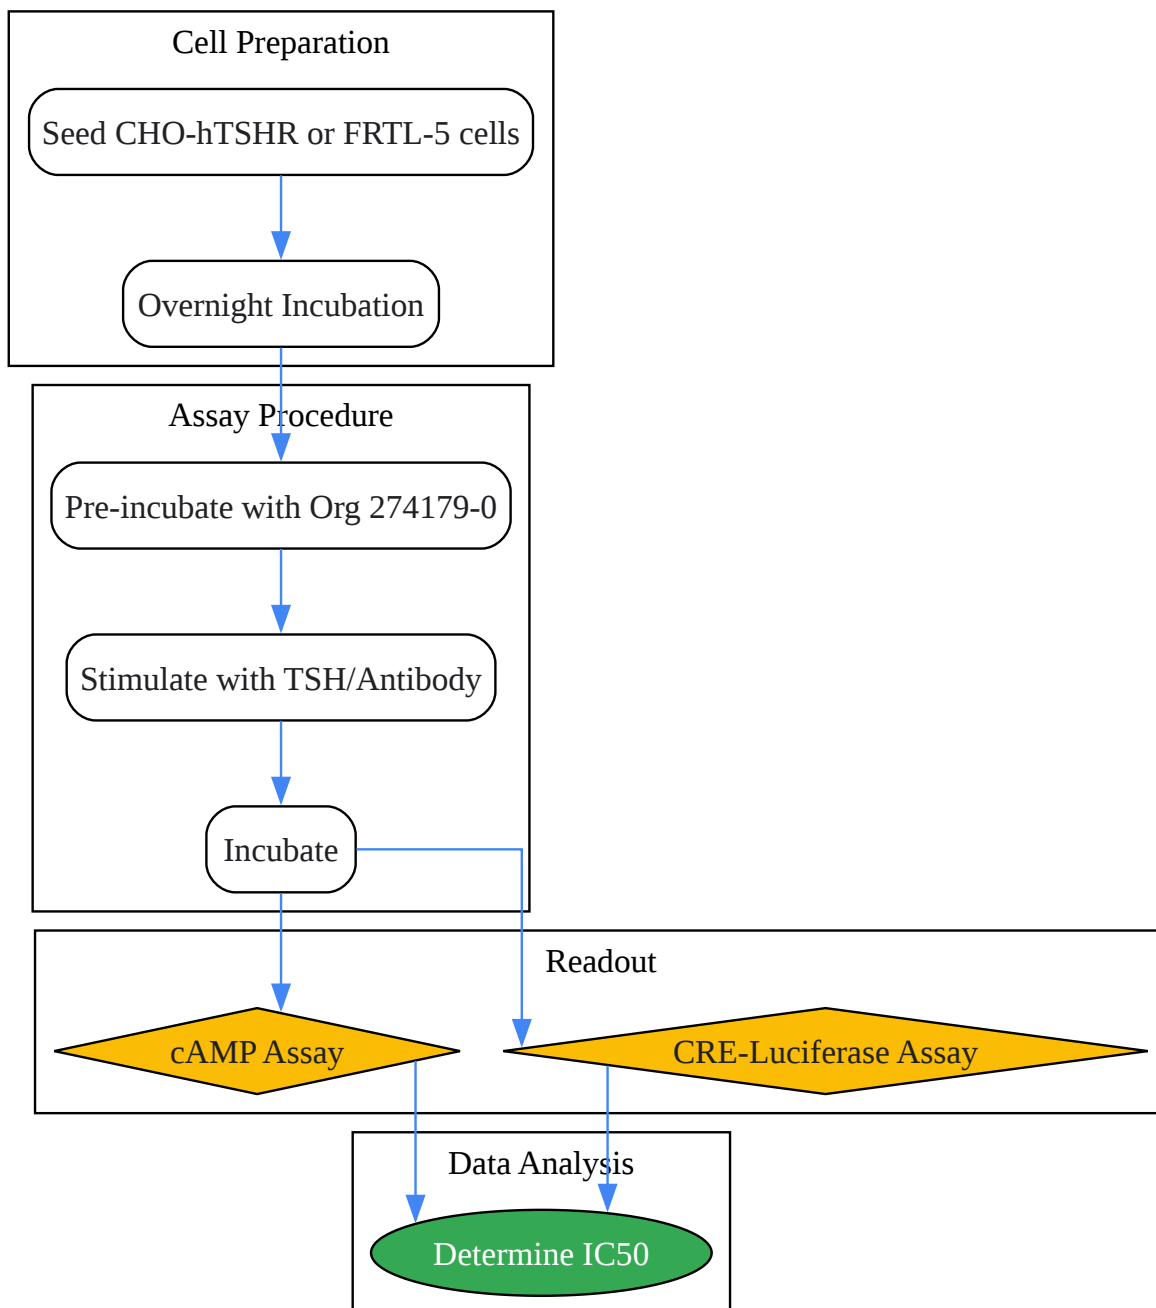 Cell Preparation
Seed CHO-hTSHR or FRTL-5 cells
Overnight Incubation
Assay Procedure
Pre-incubate with Org 274179-0
Stimulate with TSH/Antibody
Incubate
Readout
cAMP Assay
CRE-Luciferase Assay
Data Analysis
Determine IC50